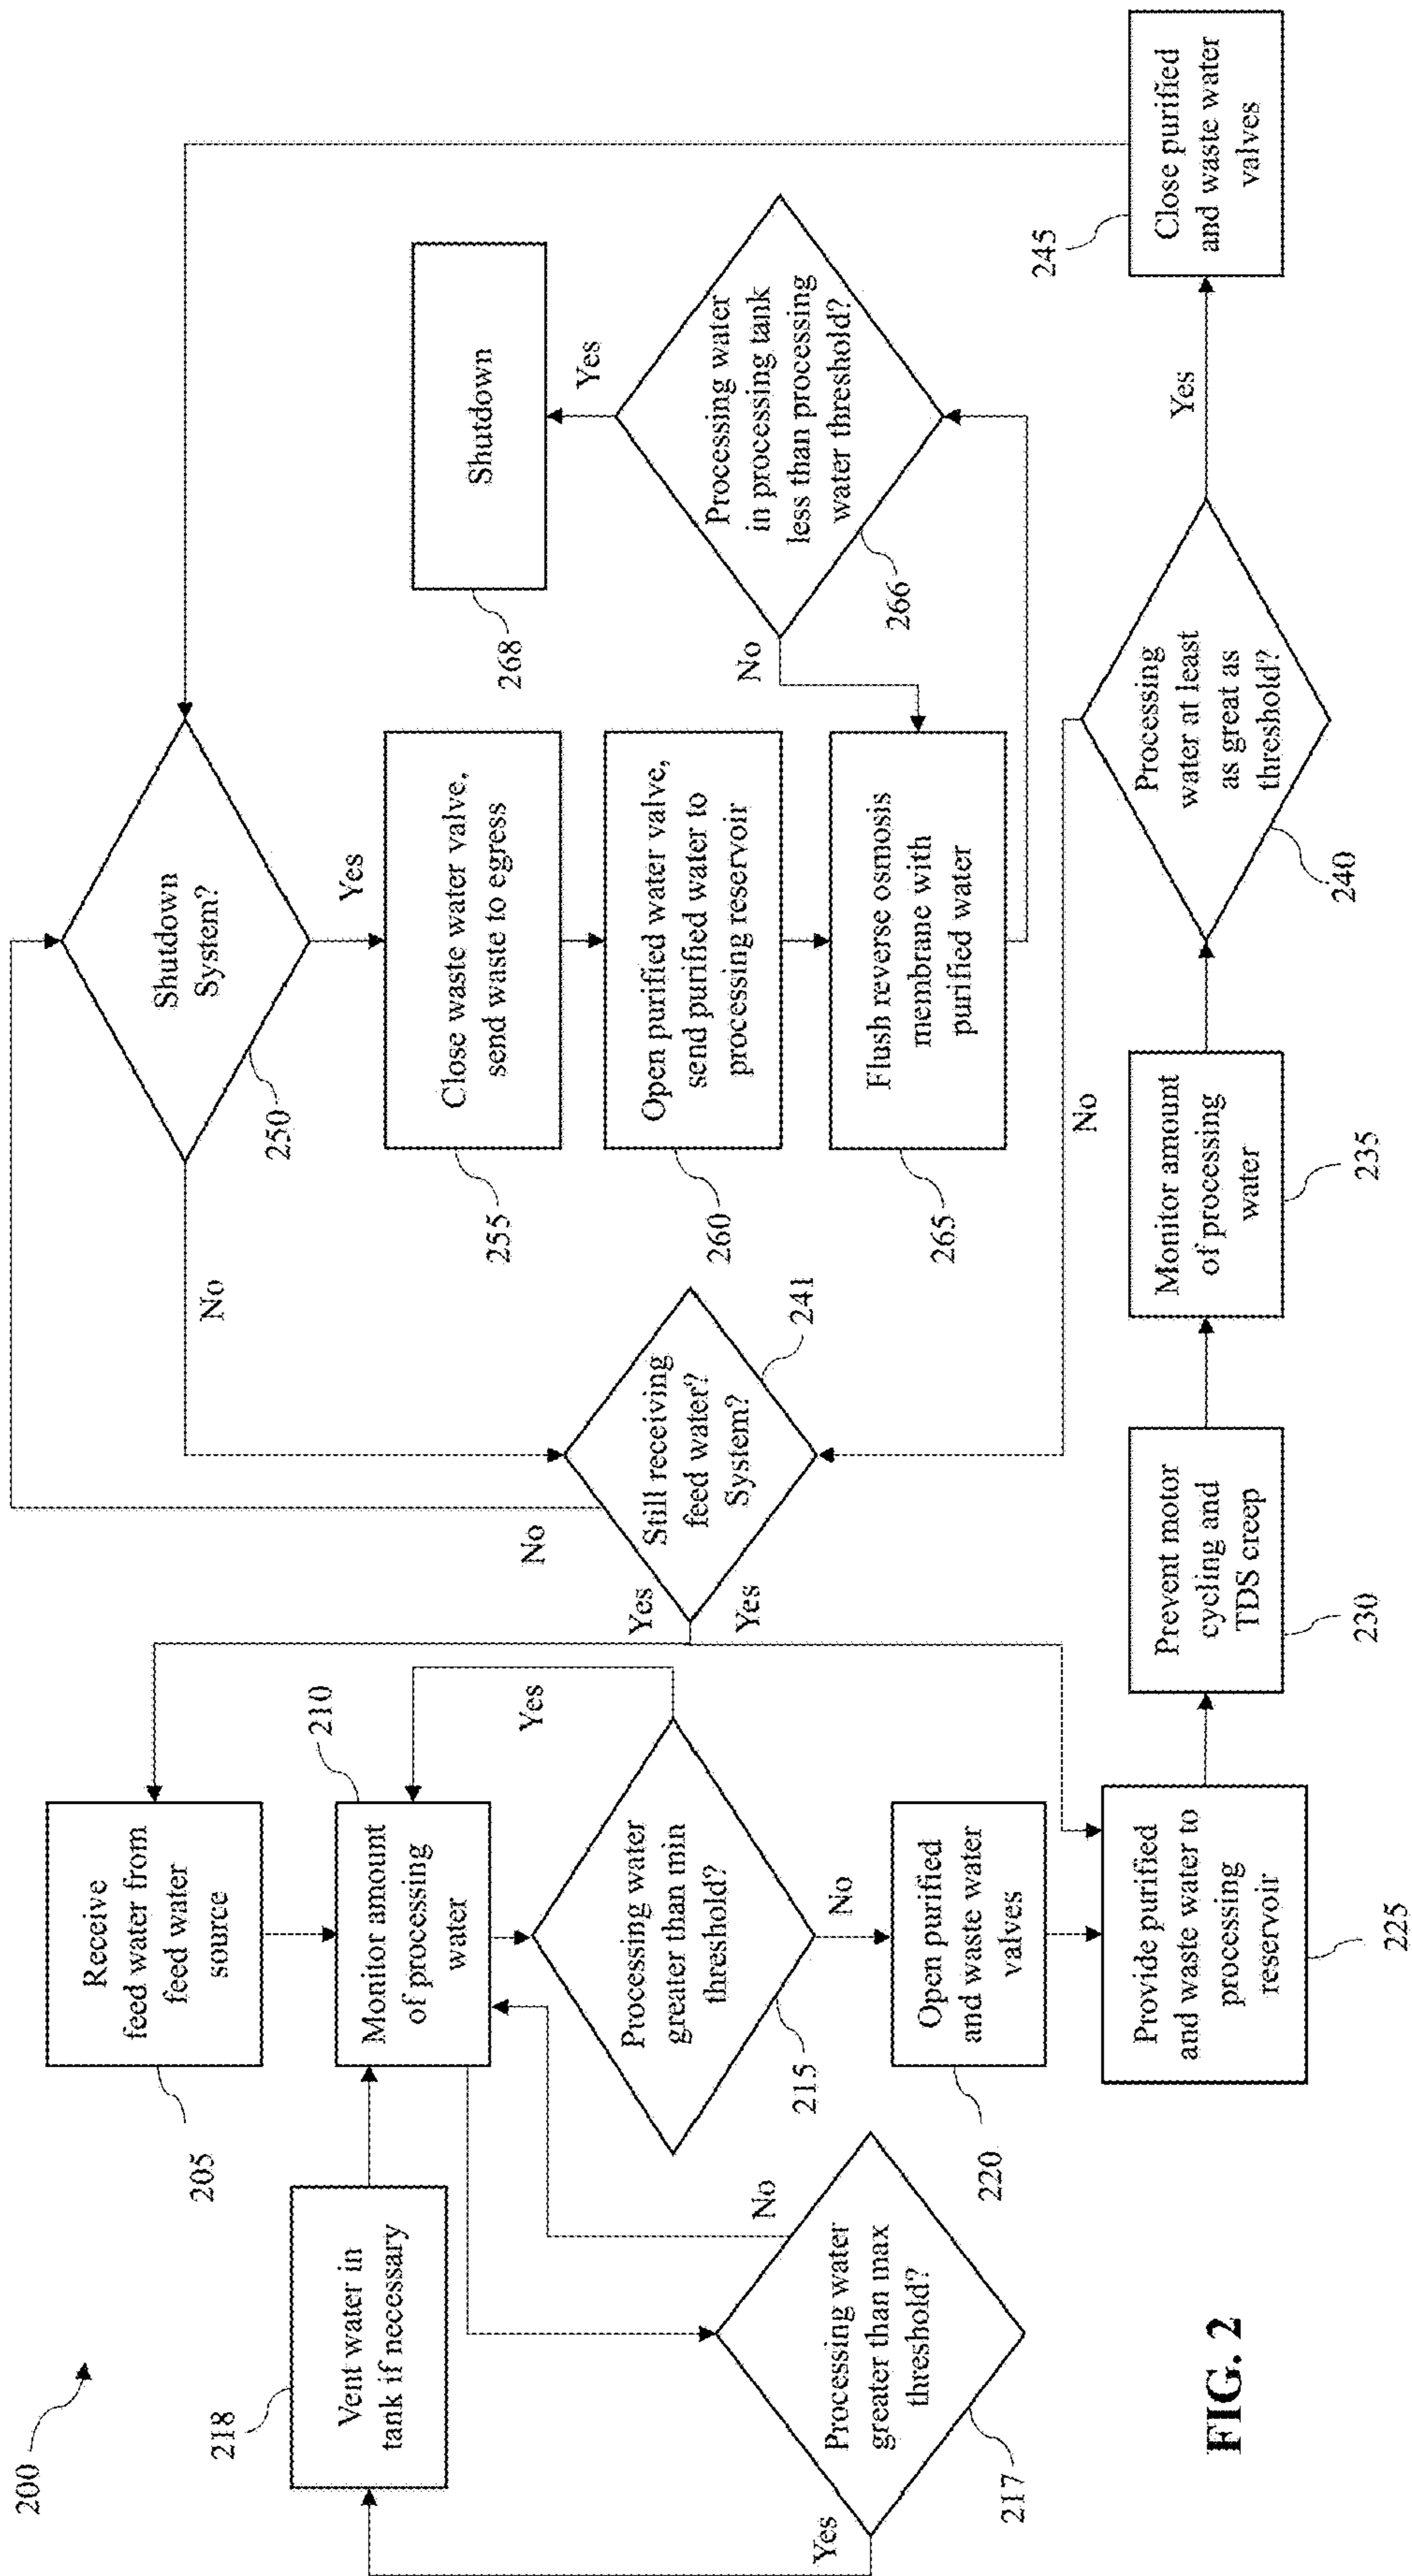 200
Receive
feed water from
feed water
source
205
Monitor amount
of processing
water
210
Processing water
greater than min
threshold?
215
Yes
No
Vent water in
tank if necessary
218
Processing water
greater than max
threshold?
217
Yes
No
Open purified
and waste water
valves
220
Provide purified
and waste water to
processing
reservoir
225
Prevent motor
cycling and
TDS creep
230
Monitor amount
of processing
water
235
Processing
water at least
as great as
threshold?
240
Yes
No
Still receiving
feed water?
System?
241
Yes
Yes
No
Close purified
and waste water
valves
245
Shutdown
System?
250
No
Yes
Close waste water valve,
send waste to egress
255
Open purified water valve,
send purified water to
processing reservoir
260
Flush reverse osmosis
membrane with
purified water
265
Processing water
in processing tank
less than processing
water threshold?
266
No
Yes
Shutdown
268
FIG. 2